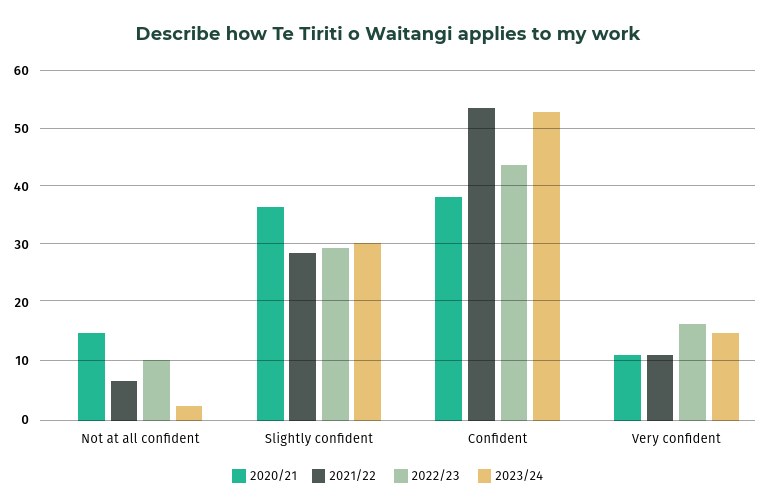 Describe how Te Tiriti o Waitangi applies to my work
60
50
40
30
20
10
0
Not at all confident Slightly confident Confident Very confident
2020/21 2021/22 2022/23 2023/24